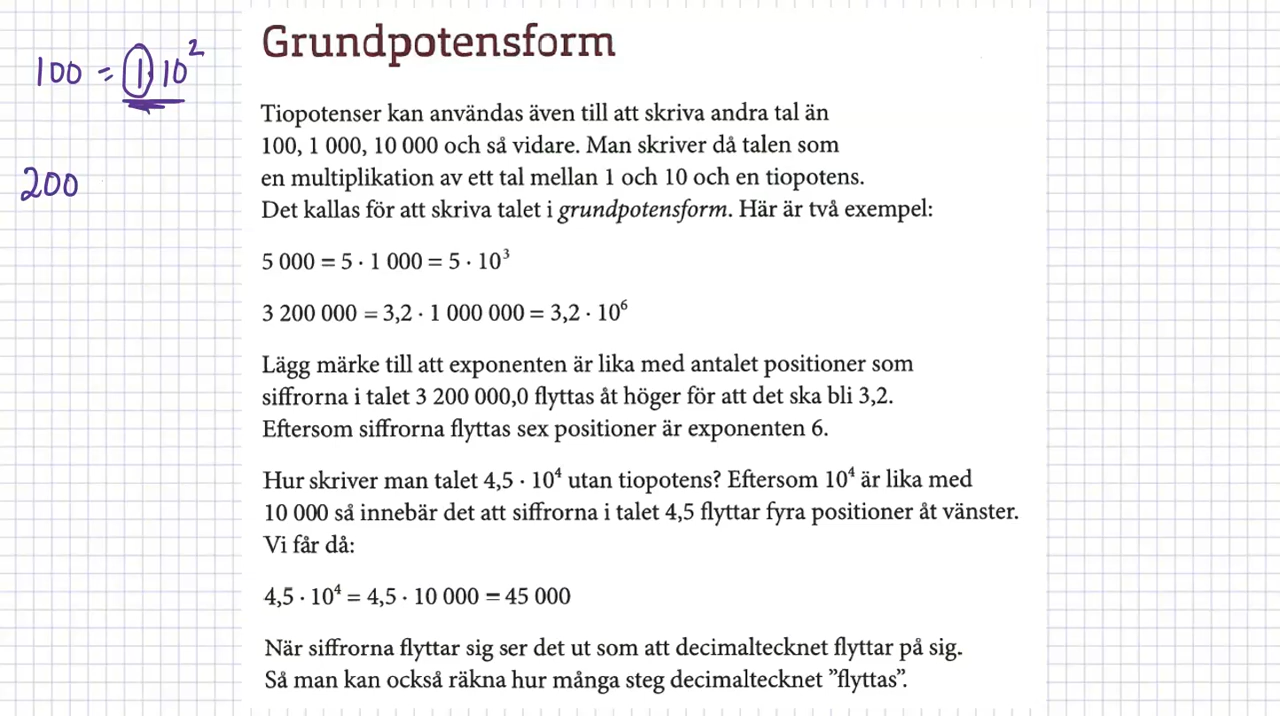 Grundpotensform
100 = 1·10²
200
Tiopotenser kan användas även till att skriva andra tal än
100, 1 000, 10 000 och så vidare. Man skriver då talen som
en multiplikation av ett tal mellan 1 och 10 och en tiopotens.
Det kallas för att skriva talet i grundpotensform. Här är två exempel:
5 000 = 5 · 1 000 = 5 · 10³
3 200 000 = 3,2 · 1 000 000 = 3,2 · 10⁶
Lägg märke till att exponenten är lika med antalet positioner som
siffrorna i talet 3 200 000,0 flyttas åt höger för att det ska bli 3,2.
Eftersom siffrorna flyttas sex positioner är exponenten 6.
Hur skriver man talet 4,5 · 10⁴ utan tiopotens? Eftersom 10⁴ är lika med
10 000 så innebär det att siffrorna i talet 4,5 flyttar fyra positioner åt vänster.
Vi får då:
4,5 · 10⁴ = 4,5 · 10 000 = 45 000
När siffrorna flyttar sig ser det ut som att decimaltecknet flyttar på sig.
Så man kan också räkna hur många steg decimaltecknet ”flyttas”.